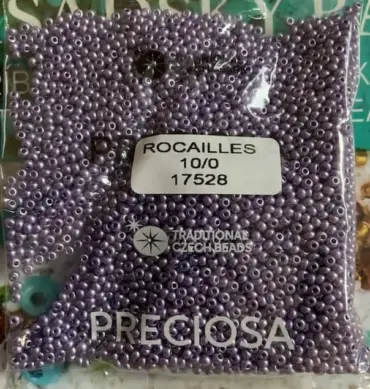 ROCAILLES
10/0
17528
TRADITIONAL
CZECH BEADS
PRECIOSA